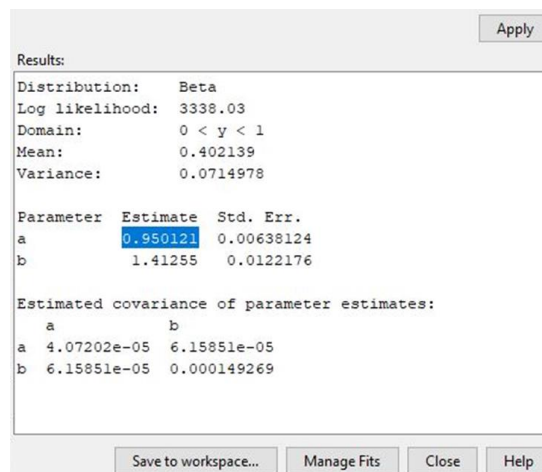 Apply
Results:
Distribution: Beta
Log likelihood: 3338.03
Domain: 0 < y < 1
Mean: 0.402139
Variance: 0.0714978
Parameter Estimate Std. Err.
a 0.950121 0.00638124
b 1.41255 0.0122176
Estimated covariance of parameter estimates:
a b
a 4.07202e-05 6.15851e-05
b 6.15851e-05 0.000149269
Save to workspace... Manage Fits Close Help